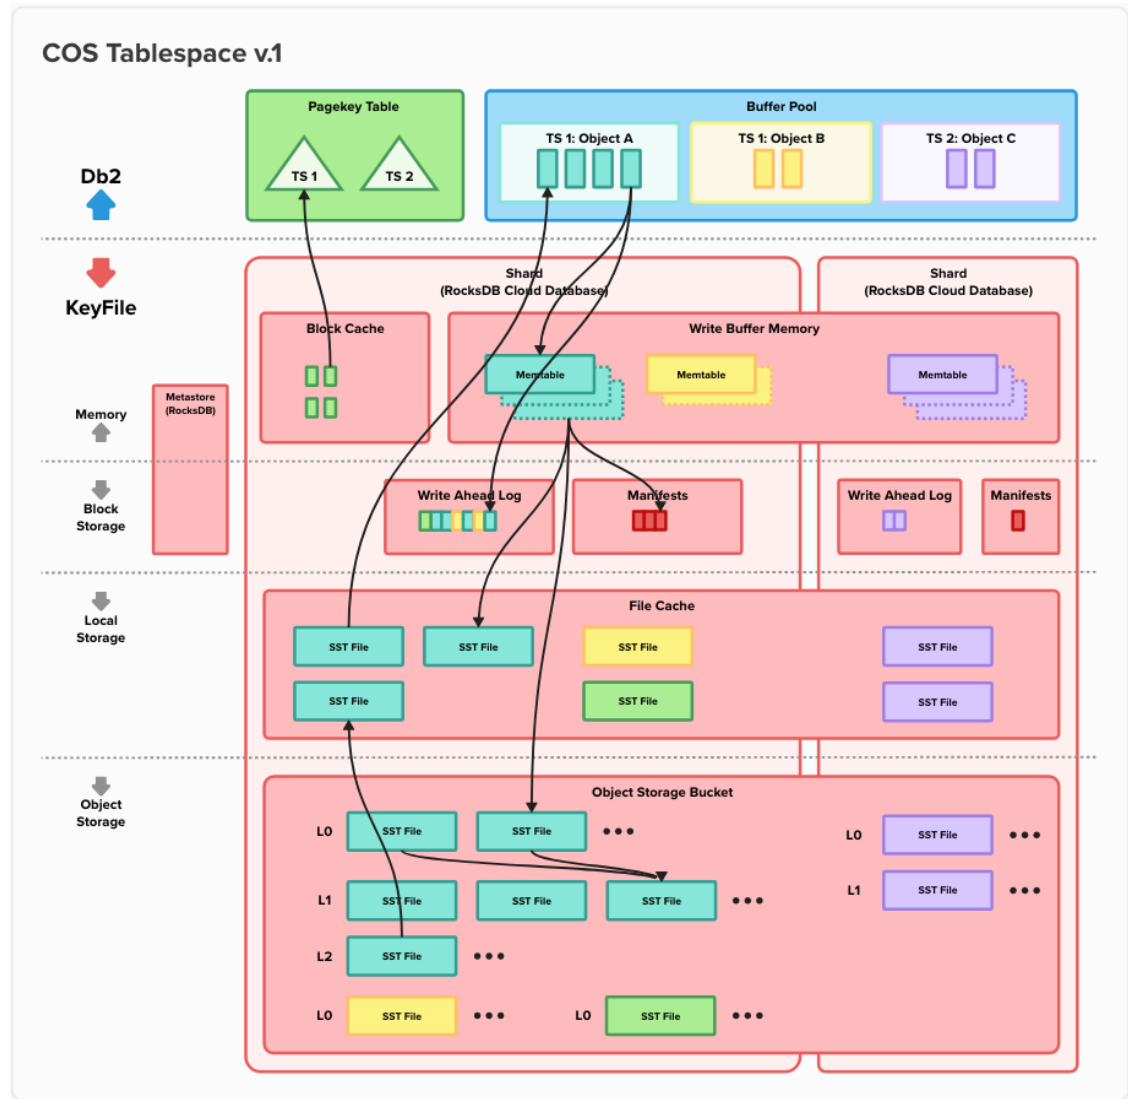 COS Tablespace v.1
Pagekey Table
TS 1
TS 2
Buffer Pool
TS 1: Object A
TS 1: Object B
TS 2: Object C
Db2
KeyFile
Shard
(RocksDB Cloud Database)
Shard
(RocksDB Cloud Database)
Block Cache
Write Buffer Memory
Memtable
Memtable
Memtable
Metastore
(RocksDB)
Memory
Block
Storage
Write Ahead Log
Manifests
Write Ahead Log
Manifests
Local
Storage
File Cache
SST File
SST File
SST File
SST File
SST File
SST File
SST File
Object
Storage
Object Storage Bucket
L0
SST File
SST File
•••
L0
SST File
•••
L1
SST File
SST File
SST File
•••
L1
SST File
•••
L2
SST File
•••
L0
SST File
•••
L0
SST File
•••